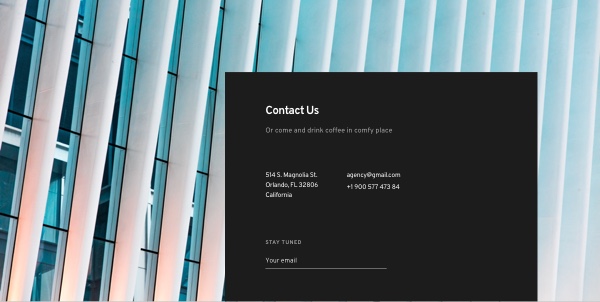 Contact Us
Or come and drink coffee in comfy place
514 S. Magnolia St.
Orlando, FL 32806
California
agency@gmail.com
+1 900 577 473 84
STAY TUNED
Your email